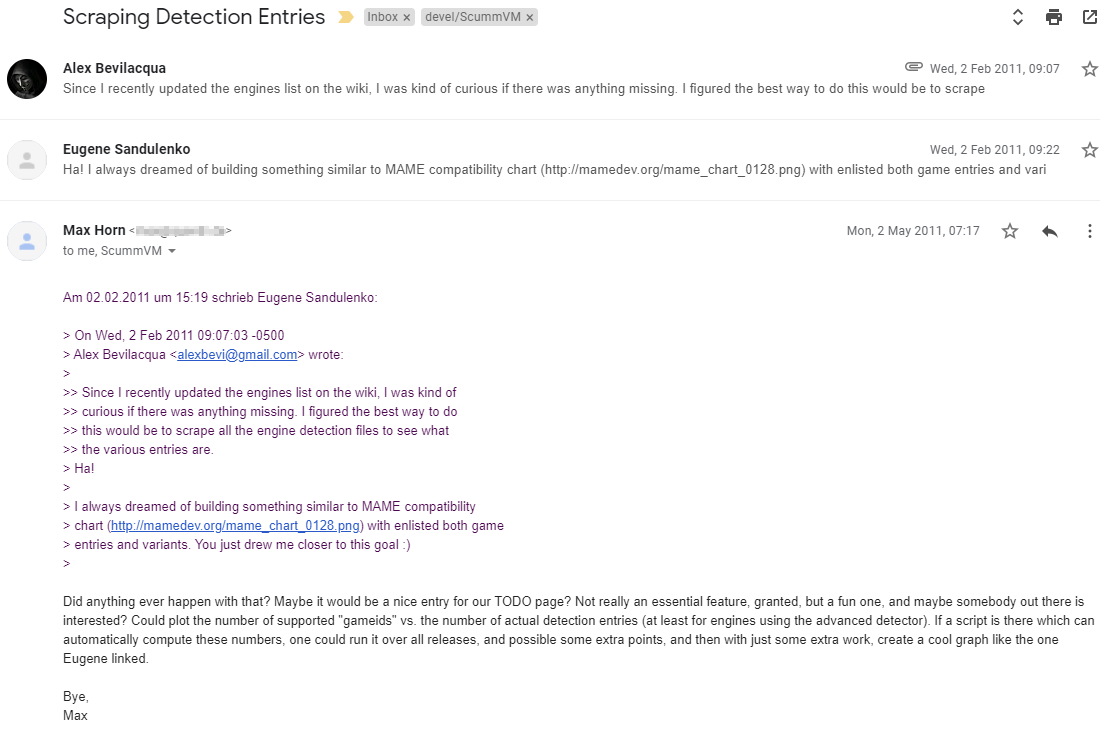 Scraping Detection Entries Inbox × devel/ScummVM ×
Alex Bevilacqua Wed, 2 Feb 2011, 09:07
Since I recently updated the engines list on the wiki, I was kind of curious if there was anything missing. I figured the best way to do this would be to scrape
Eugene Sandulenko Wed, 2 Feb 2011, 09:22
Ha! I always dreamed of building something similar to MAME compatibility chart (http://mamedev.org/mame_chart_0128.png) with enlisted both game entries and vari
Max Horn < > Mon, 2 May 2011, 07:17
to me, ScummVM
Am 02.02.2011 um 15:19 schrieb Eugene Sandulenko:
> On Wed, 2 Feb 2011 09:07:03 -0500
> Alex Bevilacqua <alexbevi@gmail.com> wrote:
>
>> Since I recently updated the engines list on the wiki, I was kind of
>> curious if there was anything missing. I figured the best way to do
>> this would be to scrape all the engine detection files to see what
>> the various entries are.
> Ha!
>
> I always dreamed of building something similar to MAME compatibility
> chart (http://mamedev.org/mame_chart_0128.png) with enlisted both game
> entries and variants. You just drew me closer to this goal :)
>
Did anything ever happen with that? Maybe it would be a nice entry for our TODO page? Not really an essential feature, granted, but a fun one, and maybe somebody out there is
interested? Could plot the number of supported "gameids" vs. the number of actual detection entries (at least for engines using the advanced detector). If a script is there which can
automatically compute these numbers, one could run it over all releases, and possible some extra points, and then with just some extra work, create a cool graph like the one
Eugene linked.
Bye,
Max